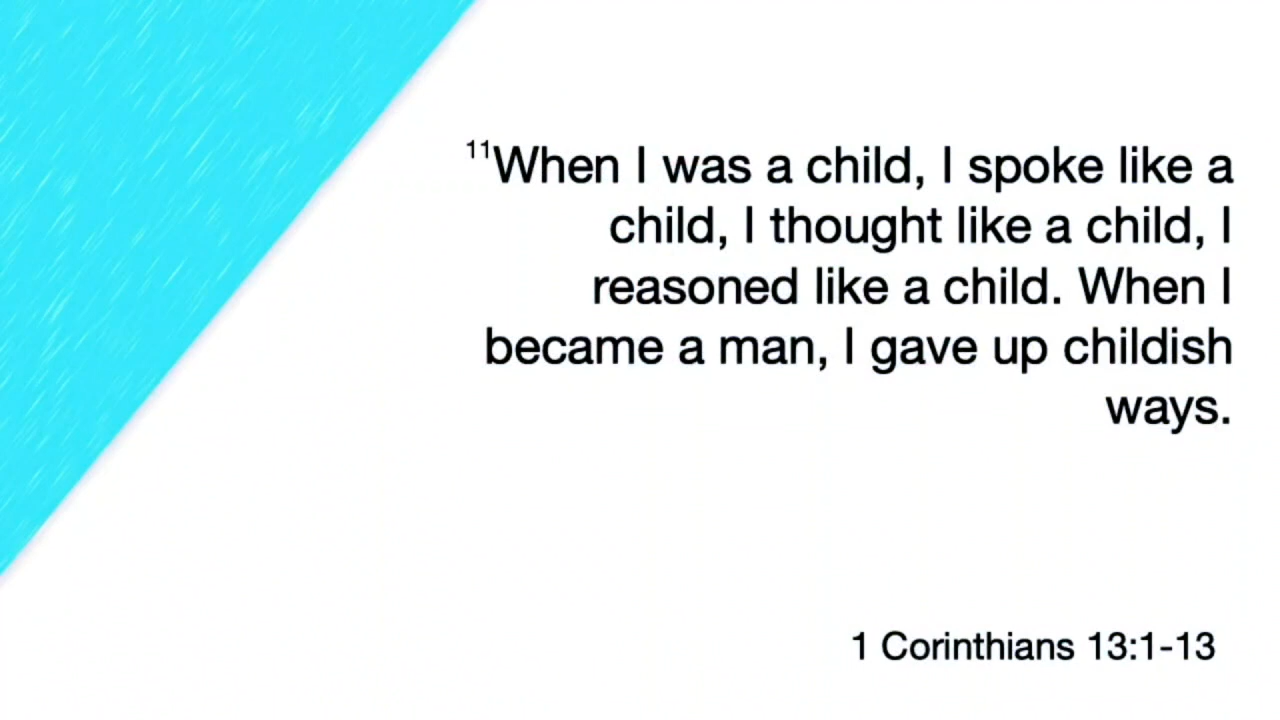 11When I was a child, I spoke like a
child, I thought like a child, I
reasoned like a child. When I
became a man, I gave up childish
ways.
1 Corinthians 13:1-13